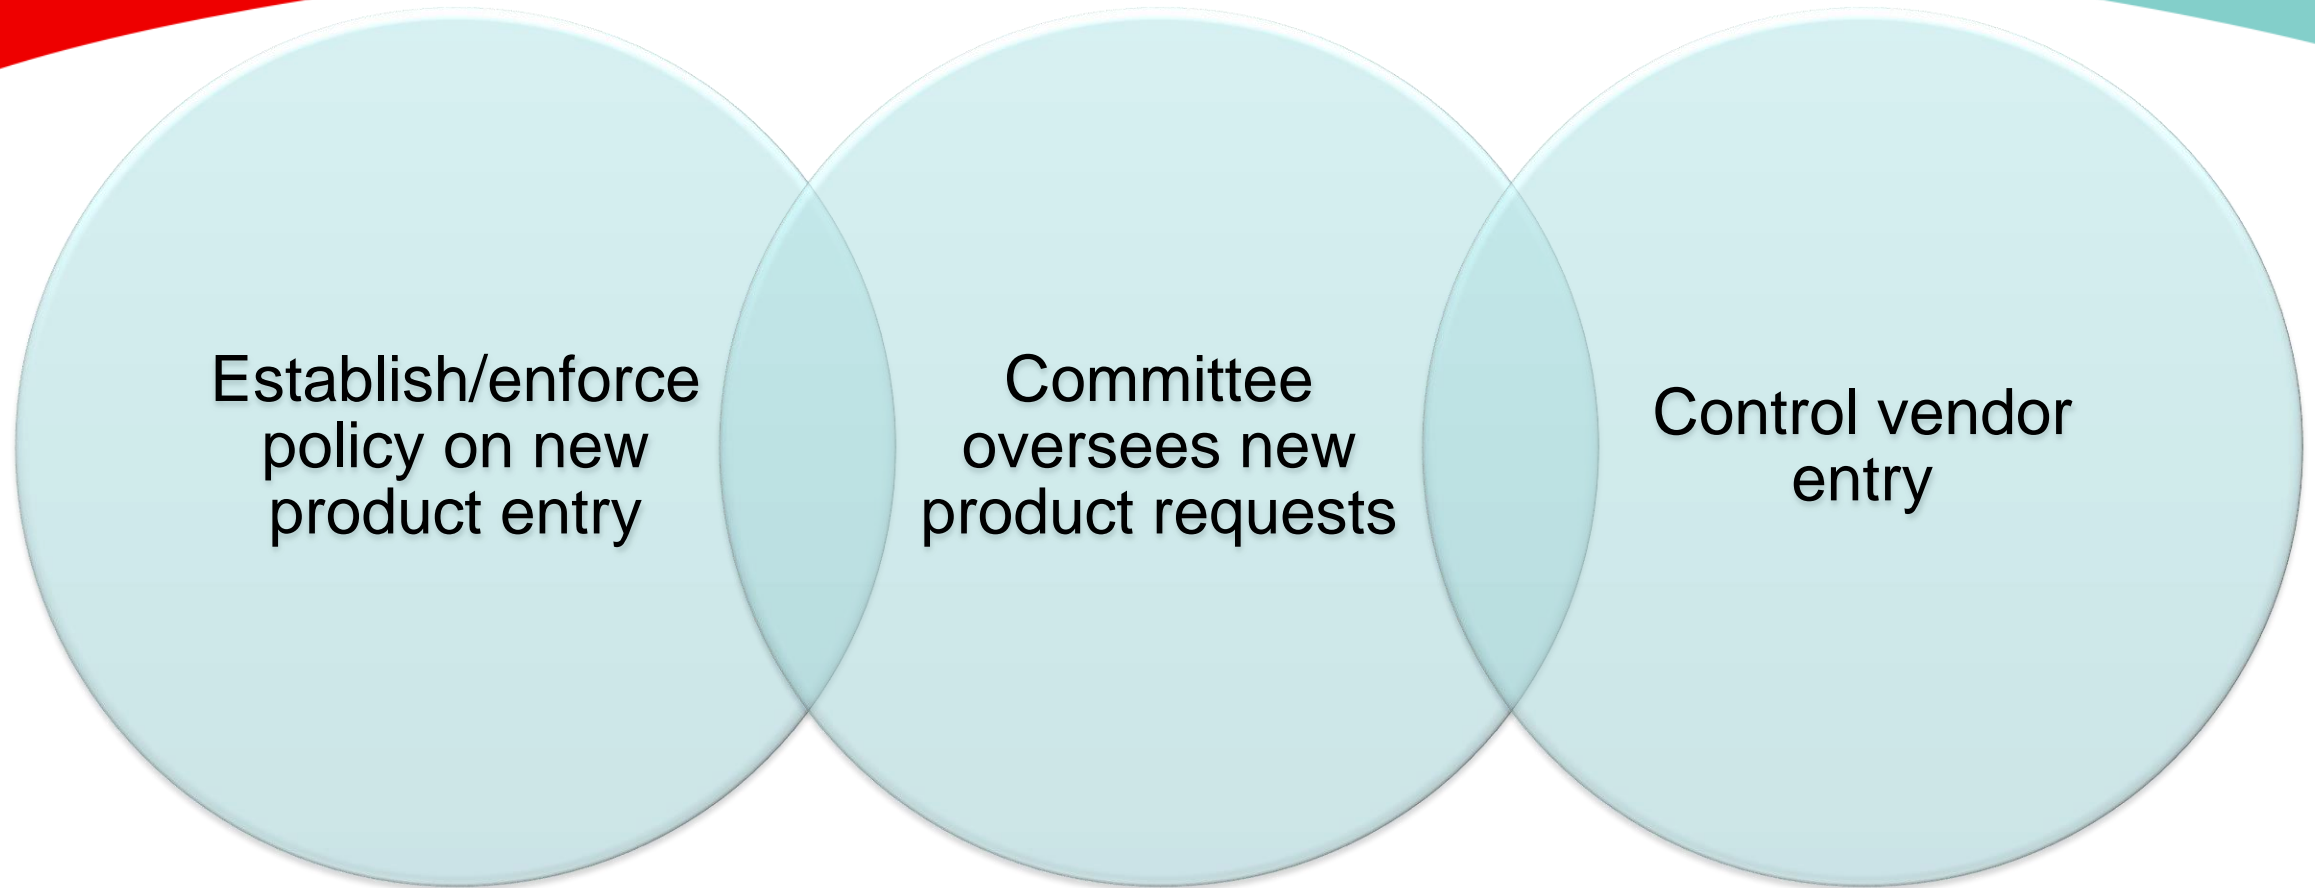 Establish/enforce
policy on new
product entry
Committee
oversees new
product requests
Control vendor
entry